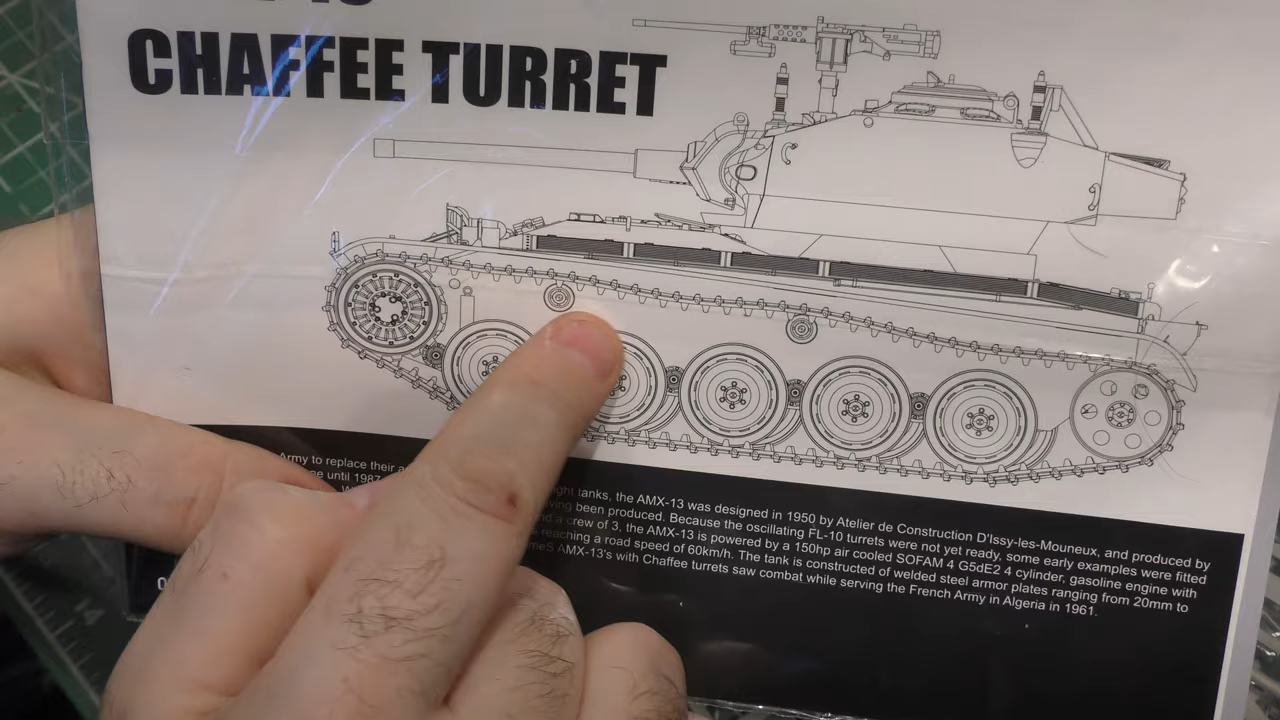 CHAFFEE TURRET
Army to replace their
until 1987
light tanks, the AMX-13 was designed in 1950 by Atelier de Construction D'Issy-les-Mouneux, and produced by
been produced. Because the oscillating FL-10 turrets were not yet ready, some early examples were fitted
a crew of 3, the AMX-13 is powered by a 150hp air cooled SOFAM 4 G5dE2 4 cylinder, gasoline engine with
reaching a road speed of 60km/h. The tank is constructed of welded steel armor plates ranging from 20mm to
AMX-13's with Chaffee turrets saw combat while serving the French Army in Algeria in 1961.
14